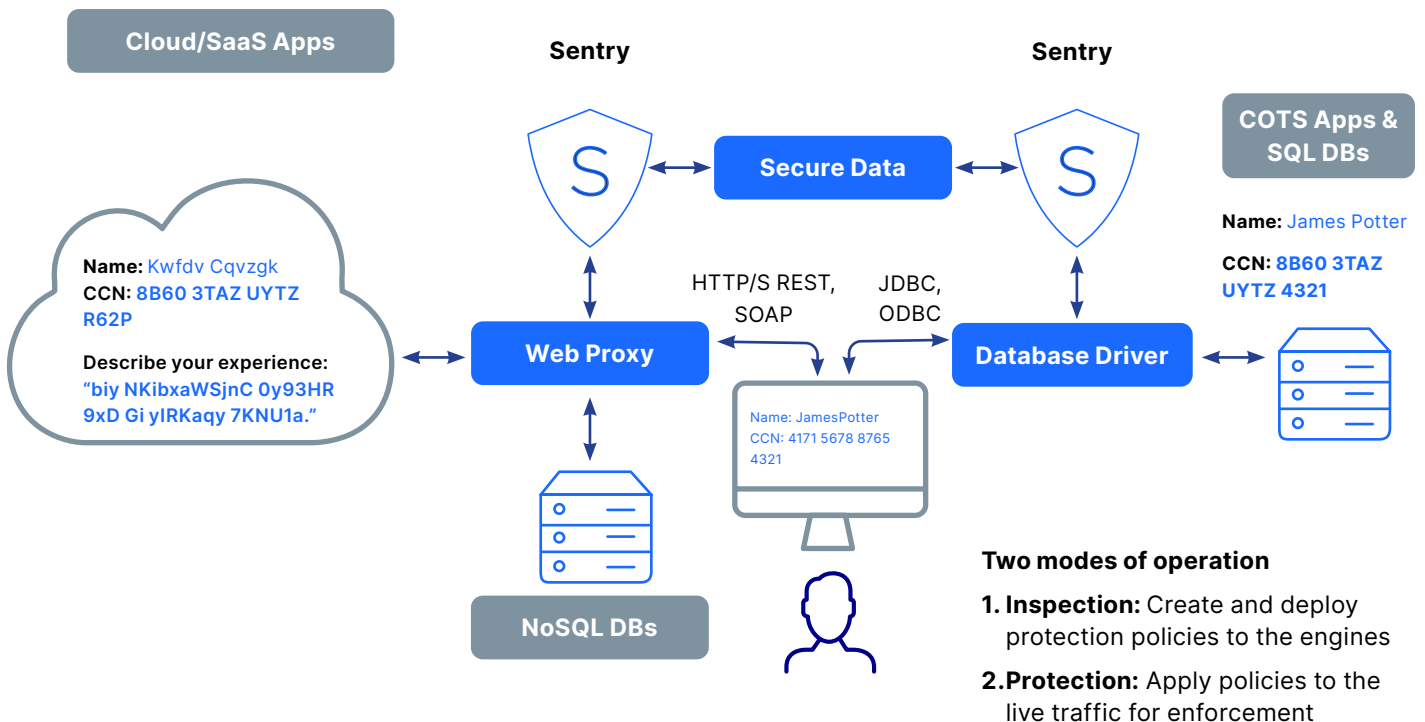 Cloud/SaaS Apps
Sentry
Sentry
COTS Apps &
SQL DBs
S
Secure Data
S
Name: James Potter
CCN: 8B60 3TAZ
UYTZ 4321
Name: Kwfdv Cqvzgk
CCN: 8B60 3TAZ UYTZ
R62P
Describe your experience:
“biy NKibxaWSjnC 0y93HR
9xD Gi yIRKaqy 7KNU1a.”
HTTP/S REST,
SOAP
JDBC,
ODBC
Web Proxy
Database Driver
Name: JamesPotter
CCN: 4171 5678 8765
4321
NoSQL DBs
Two modes of operation
1. Inspection: Create and deploy
protection policies to the engines
2.Protection: Apply policies to the
live traffic for enforcement